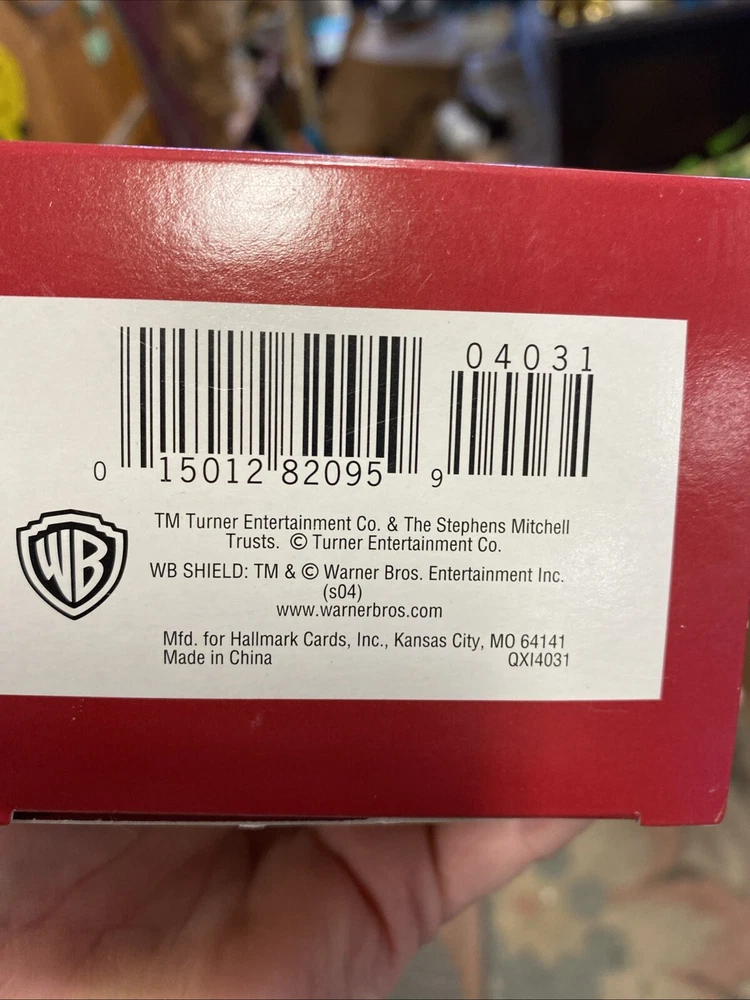 04031
0 15012 82095 9
WB
TM Turner Entertainment Co. & The Stephens Mitchell
Trusts. © Turner Entertainment Co.
WB SHIELD: TM & © Warner Bros. Entertainment Inc.
(s04)
www.warnerbros.com
Mfd. for Hallmark Cards, Inc., Kansas City, MO 64141
Made in China QXI4031